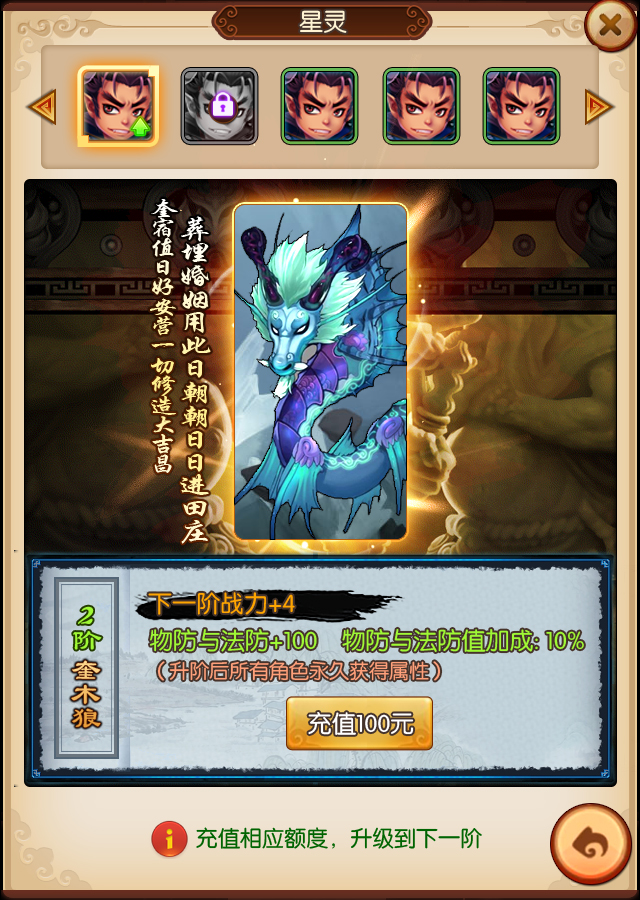 星灵
奎宿值日好安营一切修造大吉昌
葬埋婚姻用此日朝朝日日进田庄
2阶
奎木狼
下一阶战力+4
物防与法防+100 物防与法防值加成: 10%
（升阶后所有角色永久获得属性）
充值100元
充值相应额度，升级到下一阶